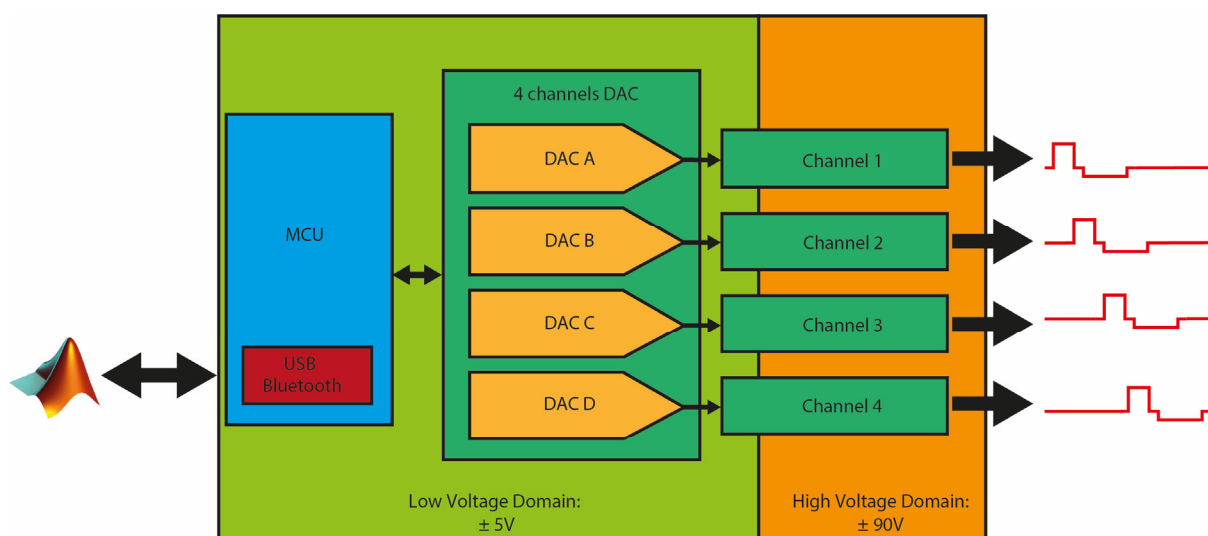 4 channels DAC
DAC A
Channel 1
MCU
DAC B
Channel 2
DAC C
Channel 3
USB
Bluetooth
DAC D
Channel 4
Low Voltage Domain:
± 5V
High Voltage Domain:
± 90V